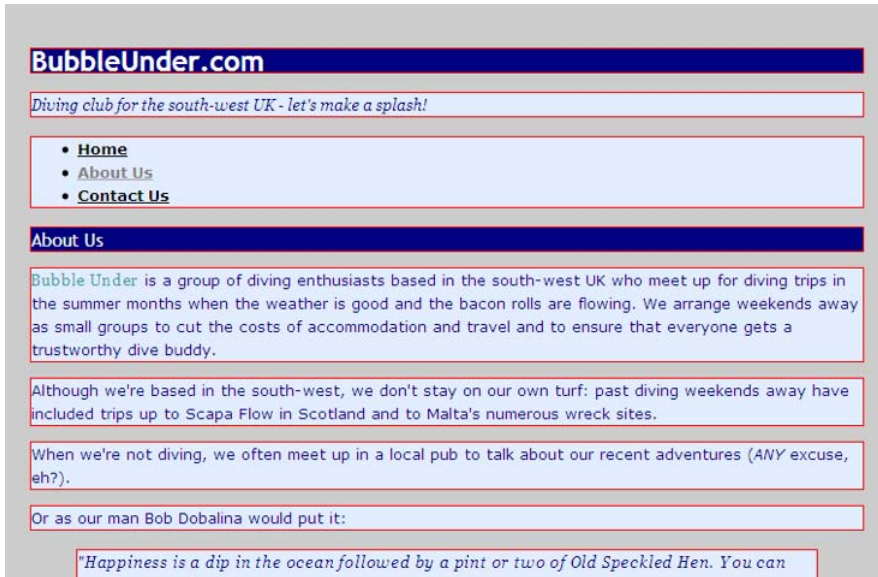 BubbleUnder.com
Diving club for the south-west UK - let's make a splash!
• Home
• About Us
• Contact Us
About Us
Bubble Under is a group of diving enthusiasts based in the south-west UK who meet up for diving trips in
the summer months when the weather is good and the bacon rolls are flowing. We arrange weekends away
as small groups to cut the costs of accommodation and travel and to ensure that everyone gets a
trustworthy dive buddy.
Although we're based in the south-west, we don't stay on our own turf: past diving weekends away have
included trips up to Scapa Flow in Scotland and to Malta's numerous wreck sites.
When we're not diving, we often meet up in a local pub to talk about our recent adventures (ANY excuse,
eh?).
Or as our man Bob Dobalina would put it:
"Happiness is a dip in the ocean followed by a pint or two of Old Speckled Hen. You can